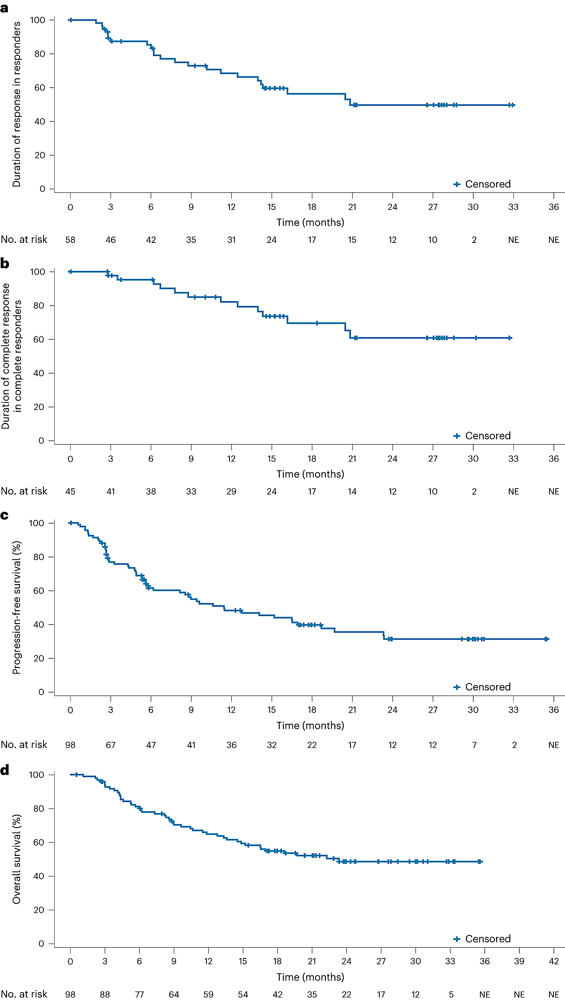 a
Duration of response in responders
100
80
60
40
20
0
Censored
0 3 6 9 12 15 18 21 24 27 30 33 36
Time (months)
No. at risk 58 46 42 35 31 24 17 15 12 10 2 NE NE
b
Duration of complete response
in complete responders
100
80
60
40
20
0
Censored
0 3 6 9 12 15 18 21 24 27 30 33 36
Time (months)
No. at risk 45 41 38 33 29 24 17 14 12 10 2 NE NE
c
Progression-free survival (%)
100
80
60
40
20
0
Censored
0 3 6 9 12 15 18 21 24 27 30 33 36
Time (months)
No. at risk 98 67 47 41 36 32 22 17 12 12 7 2 NE
d
Overall survival (%)
100
80
60
40
20
0
Censored
0 3 6 9 12 15 18 21 24 27 30 33 36 39 42
Time (months)
No. at risk 98 88 77 64 59 54 42 35 22 17 12 5 NE NE NE